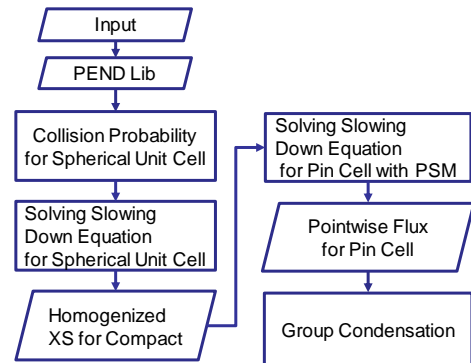 Input
PEND Lib
Collision Probability
for Spherical Unit Cell
Solving Slowing
Down Equation
for Spherical Unit Cell
Homogenized
XS for Compact
Solving Slowing
Down Equation
for Pin Cell with PSM
Pointwise Flux
for Pin Cell
Group Condensation